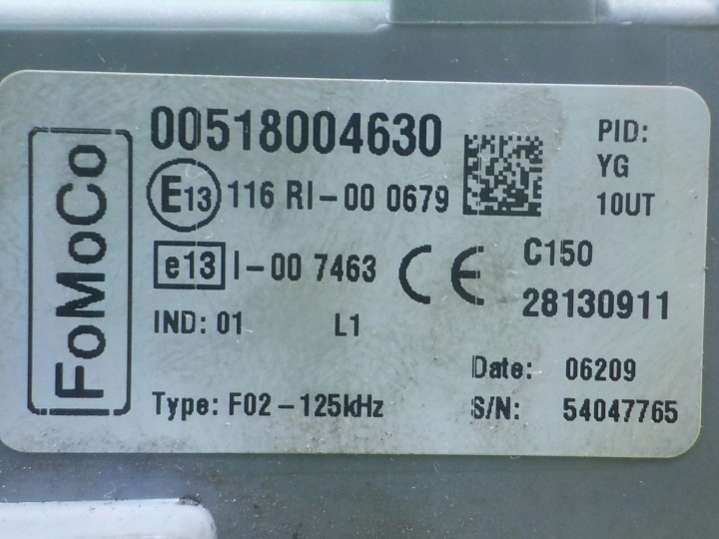 FoMoCo
00518004630
E13 116 RI-00 0679
e13 I-00 7463
CE
IND: 01 L1
Type: F02-125kHz
PID:
YG
10UT
C150
28130911
Date: 06209
S/N: 54047765